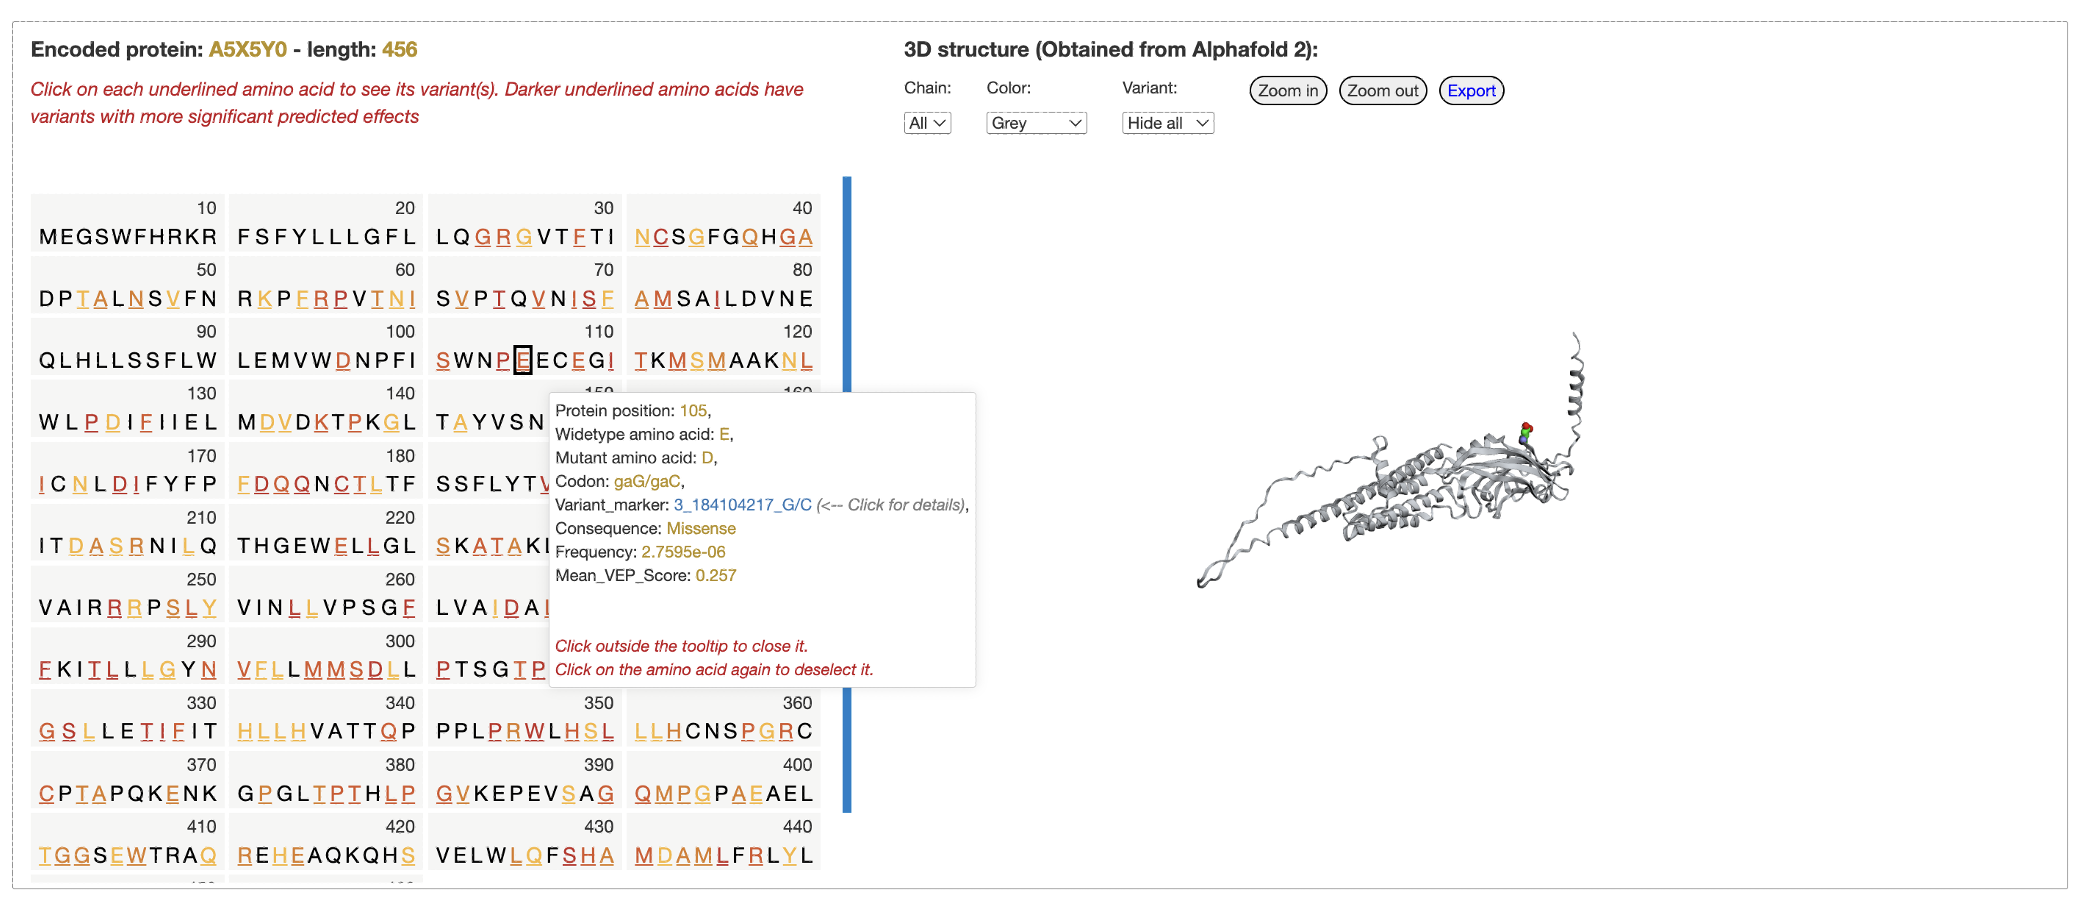 Encoded protein: A5X5Y0 - length: 456
Click on each underlined amino acid to see its variant(s). Darker underlined amino acids have
variants with more significant predicted effects
3D structure (Obtained from Alphafold 2):
Chain: Color: Variant:
All Grey Hide all Zoom in Zoom out Export
10 20 30 40
MEGSWFHRKR FSFYLLLGFL LQGRGVTFTI NCSGFGQHGA
50 60 70 80
DPTALNSVFN RKPFRPVTNI SVPTQVNISF AMSAILDVNE
90 100 110 120
QLHLLSSFLW LEMVWDNPFI SWNPEECEGI TKMSMAAKNL
130 140
WLPDIFIIEL MDVDKTPKGL TAYVSN
170 180
ICNLDIFYFP FDQQNCTLTF SSFLYTV
210 220
ITDASRNILQ THGEWELLGL SKATAKL
250 260
VAIRRRPSLY VINLLVPSGF LVAIDAL
290 300
FKITLLLGYN VFLLMMSDLL PTSGTP
330 340 350 360
GSLLETIFIT HLLHVATTQP PPLPRWLHSL LLHCNSPGRC
370 380 390 400
CPTAPQKENK GPGLTPTHLP GVKEPEVSAG QMPGPAEAEL
410 420 430 440
TGGSEWTRAQ REHEAQKQHS VELWLQFSHA MDAMLFRLYL
Protein position: 105,
Widetype amino acid: E,
Mutant amino acid: D,
Codon: gaG/gaC,
Variant_marker: 3_184104217_G/C (<-- Click for details),
Consequence: Missense
Frequency: 2.7595e-06
Mean_VEP_Score: 0.257
Click outside the tooltip to close it.
Click on the amino acid again to deselect it.